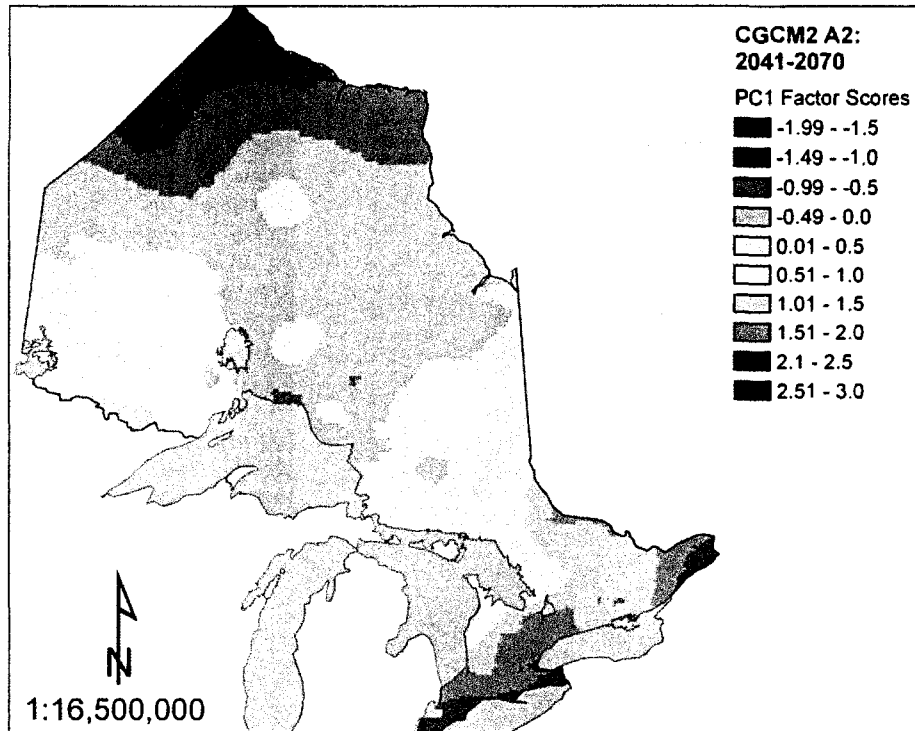 CGCM2 A2:
2041-2070
PC1 Factor Scores
-1.99 - -1.5
-1.49 - -1.0
-0.99 - -0.5
-0.49 - 0.0
0.01 - 0.5
0.51 - 1.0
1.01 - 1.5
1.51 - 2.0
2.1 - 2.5
2.51 - 3.0
N
1:16,500,000